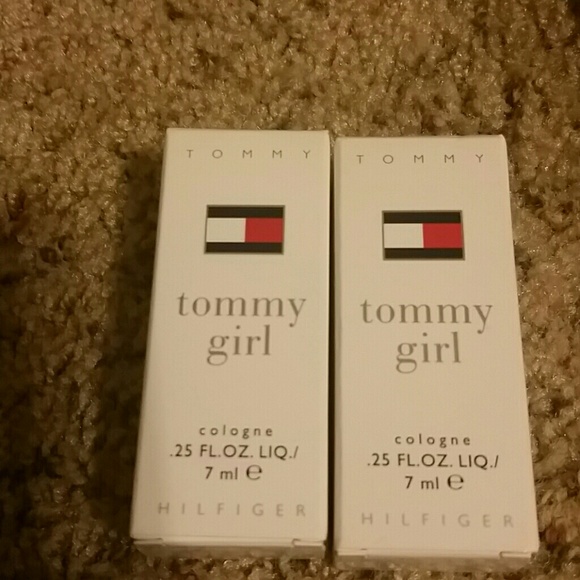 TOMMY
tommy
girl
cologne
.25 FL.OZ. LIQ./
7 ml ℮
HILFIGER
TOMMY
tommy
girl
cologne
.25 FL.OZ. LIQ./
7 ml ℮
HILFIGER